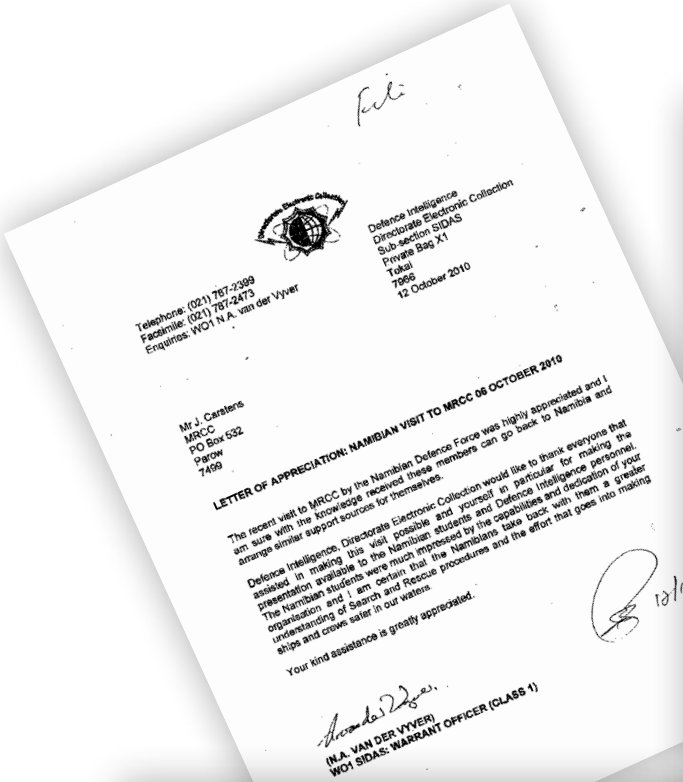 Directorate Electronic Collection
Defence Intelligence
Directorate Electronic Collection
Sub-section SIDAS
Private Bag X1
Tokai
7966
12 October 2010
Telephone: (021) 787-2399
Facsimile: (021) 787-2473
Enquiries: WO1 N.A. van der Vyver
Mr J. Carstens
MRCC
PO Box 532
Parow
7499
LETTER OF APPRECIATION: NAMIBIAN VISIT TO MRCC 06 OCTOBER 2010
The recent visit to MRCC by the Namibian Defence Force was highly appreciated and I
am sure with the knowledge received these members can go back to Namibia and
arrange similar support sources for themselves.
Defence Intelligence, Directorate Electronic Collection would like to thank everyone that
assisted in making this visit possible and yourself in particular for making the
presentation available to the Namibian students and Defence Intelligence personnel.
The Namibian students were much impressed by the capabilities and dedication of your
organisation and I am certain that the Namibians take back with them a greater
understanding of Search and Rescue procedures and the effort that goes into making
ships and crews safer in our waters.
Your kind assistance is greatly appreciated.
(N.A. VAN DER VYVER)
WO1 SIDAS: WARRANT OFFICER (CLASS 1)